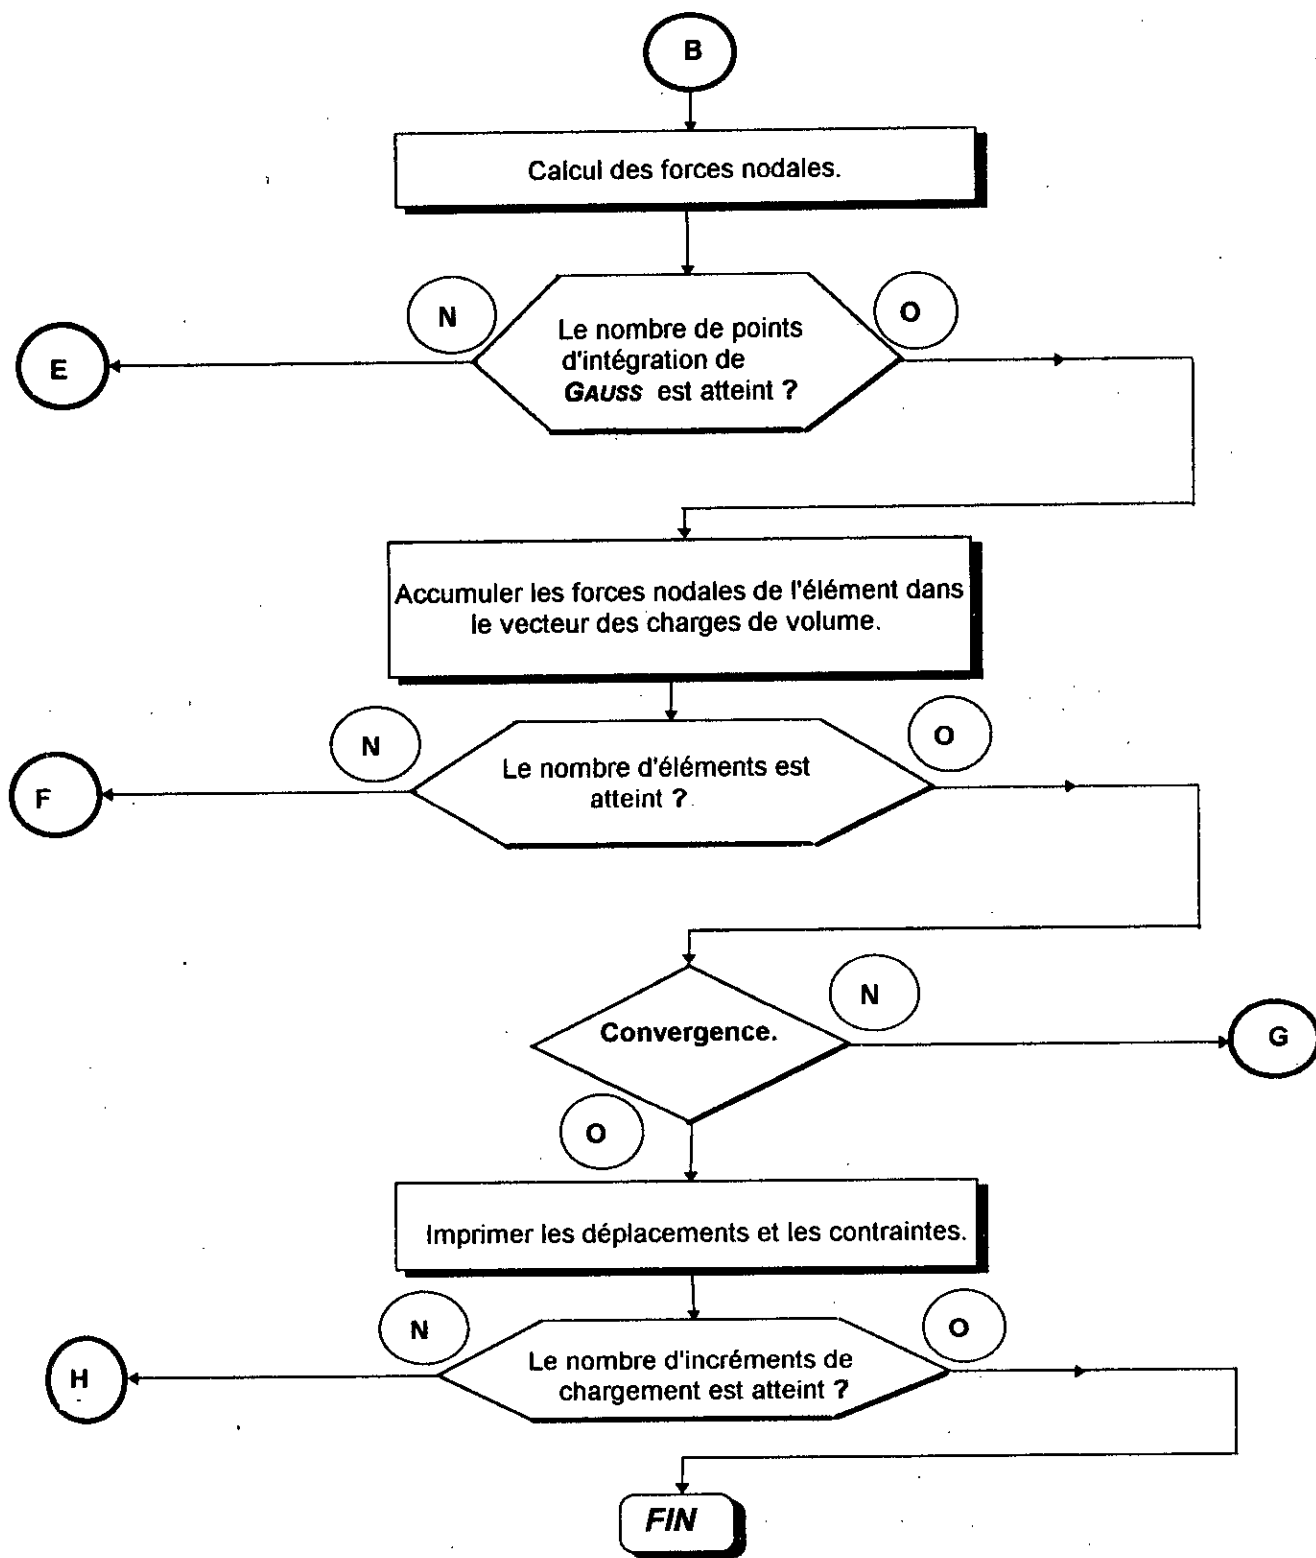 B
Calcul des forces nodales.
N
O
Le nombre de points
d'intégration de
GAUSS est atteint ?
E
Accumuler les forces nodales de l'élément dans
le vecteur des charges de volume.
N
O
Le nombre d'éléments est
atteint ?
F
Convergence.
N
G
O
Imprimer les déplacements et les contraintes.
N
O
Le nombre d'incréments de
chargement est atteint ?
H
FIN